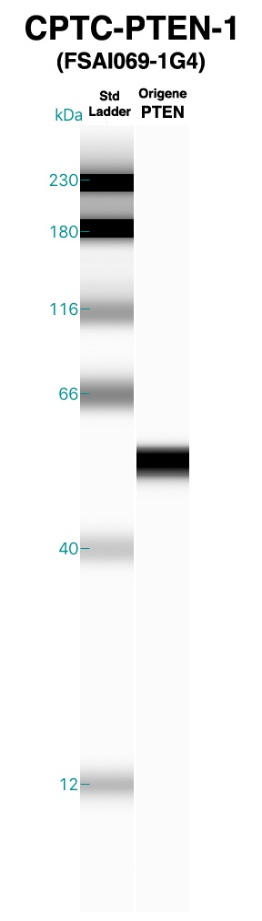 CPTC-PTEN-1
(FSAI069-1G4)
Std
Ladder
Origene
PTEN
kDa
230
180
116
66
40
12